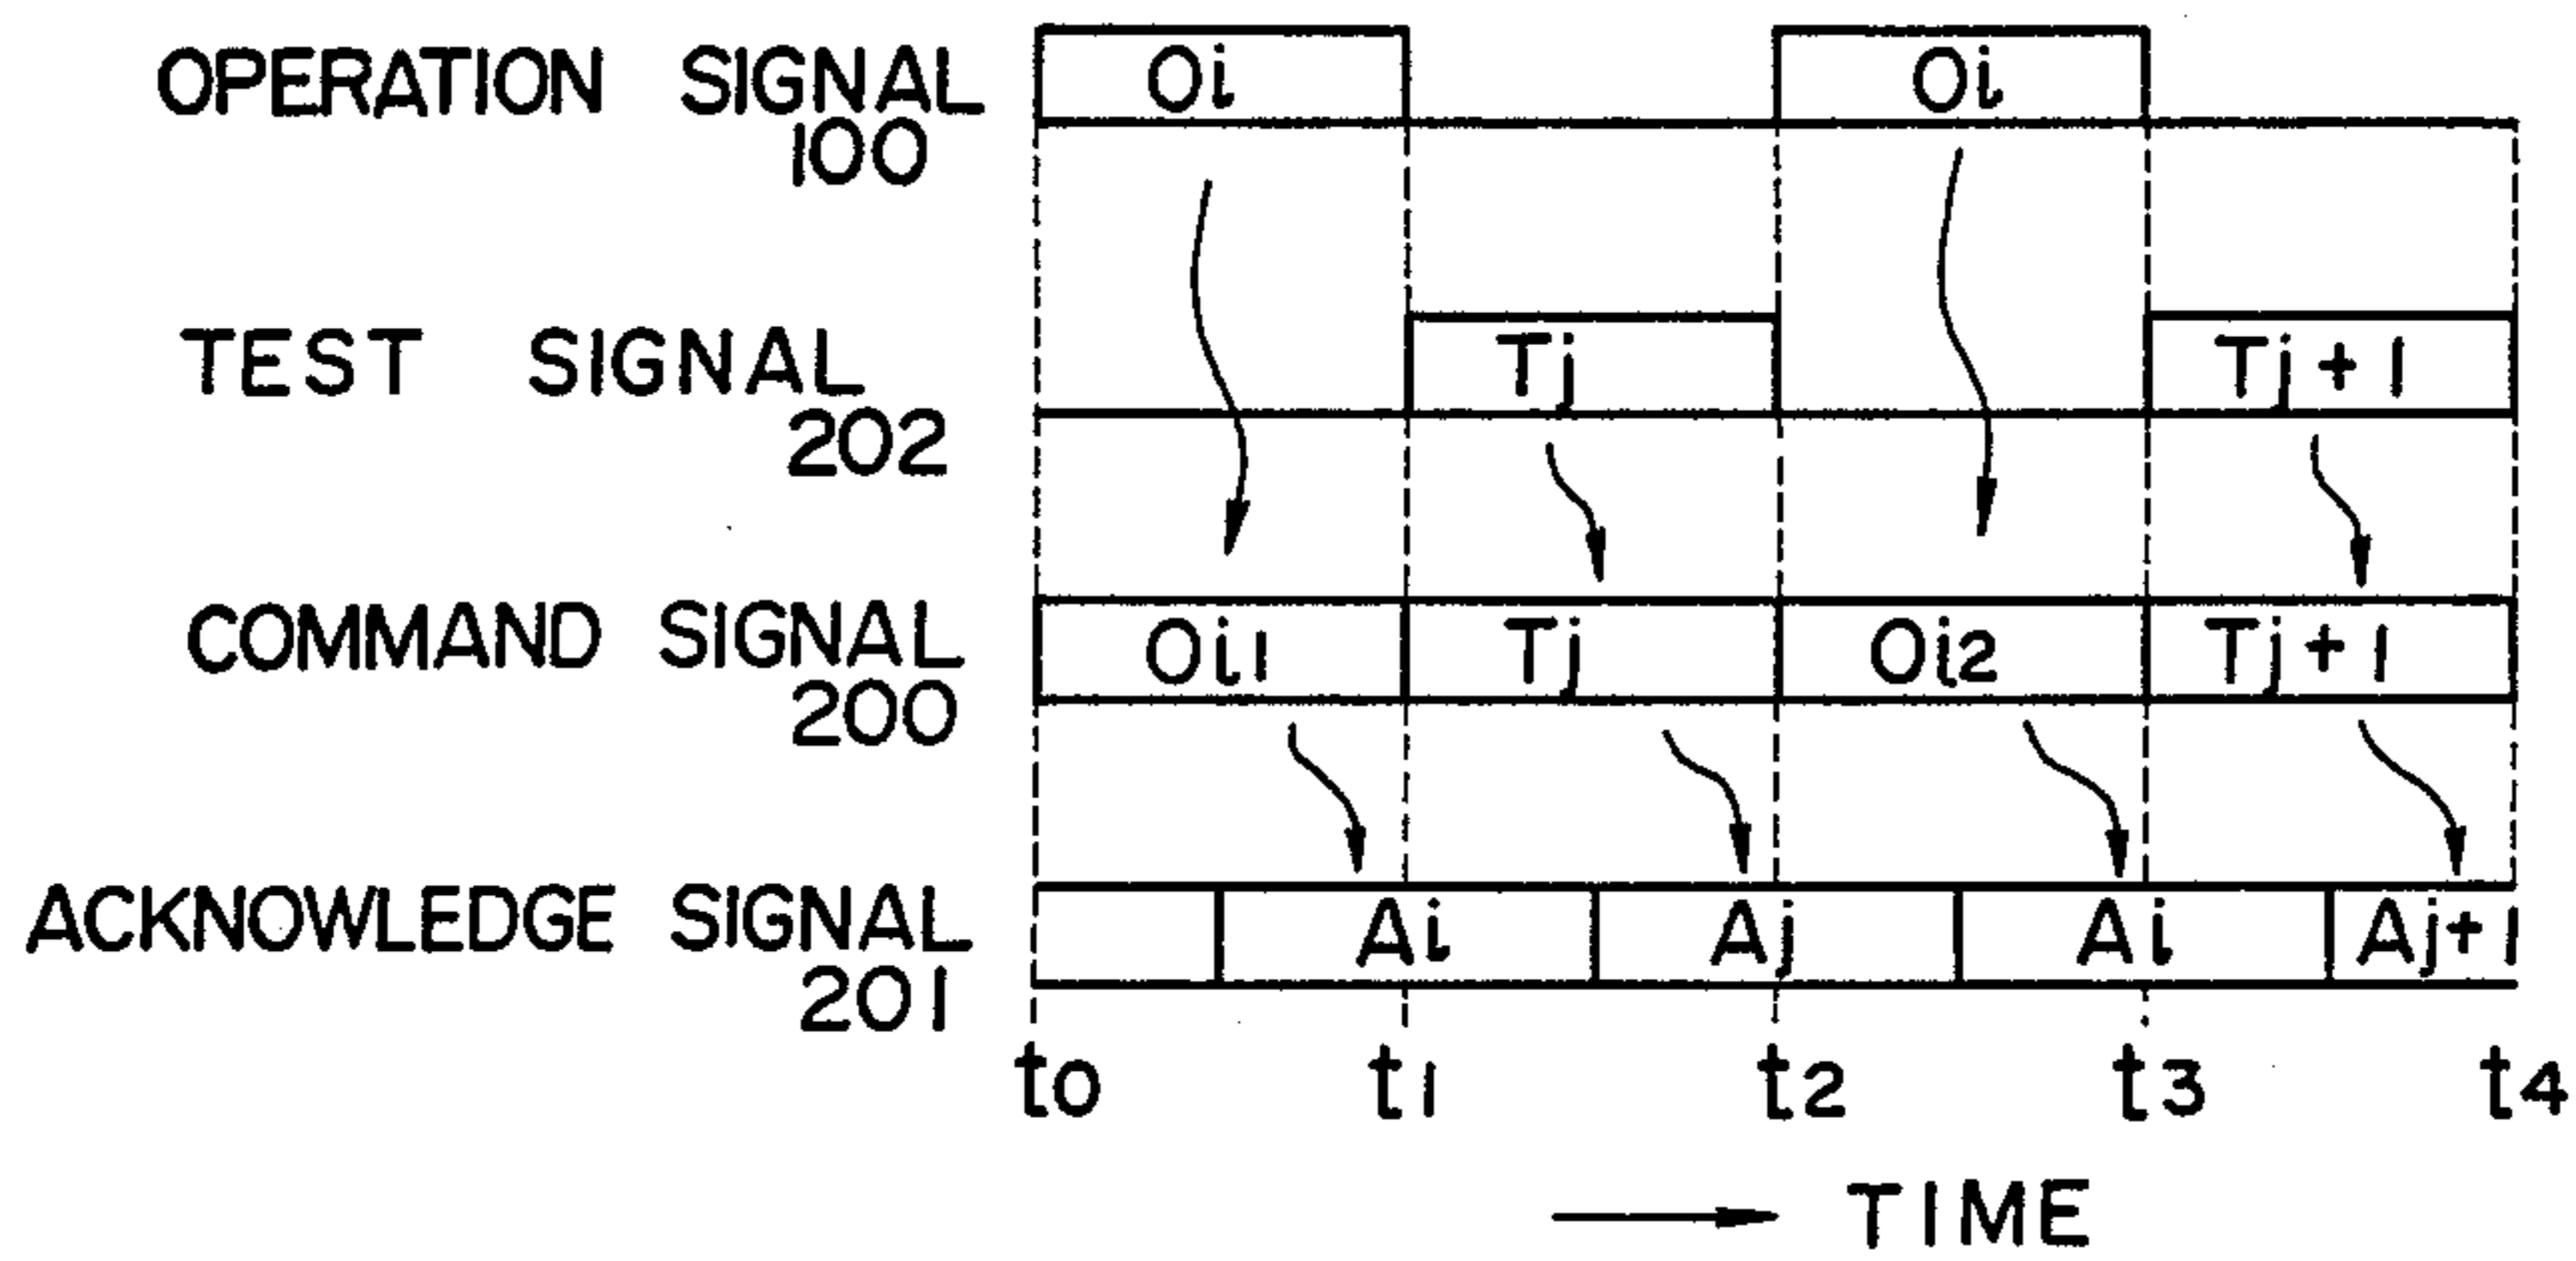 OPERATION SIGNAL Oi Oi
100
TEST SIGNAL Tj Tj+1
202
COMMAND SIGNAL Oi1 Tj Oi2 Tj+1
200
ACKNOWLEDGE SIGNAL Ai Aj Ai Aj+1
201
t0 t1 t2 t3 t4
TIME